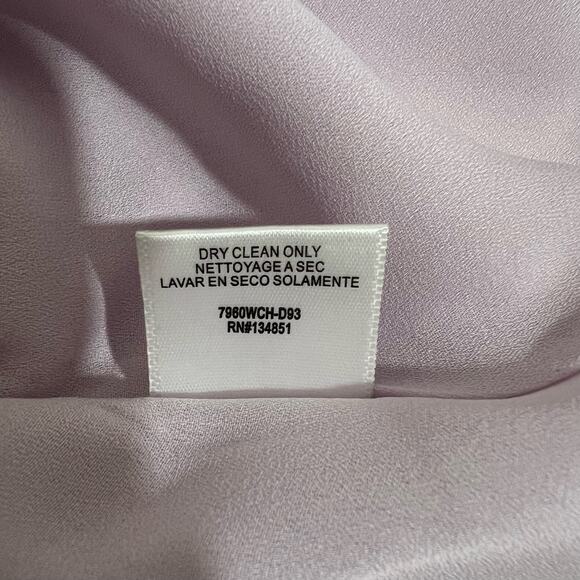 DRY CLEAN ONLY
NETTOYAGE A SEC
LAVAR EN SECO SOLAMENTE
7960WCH-D93
RN#134851